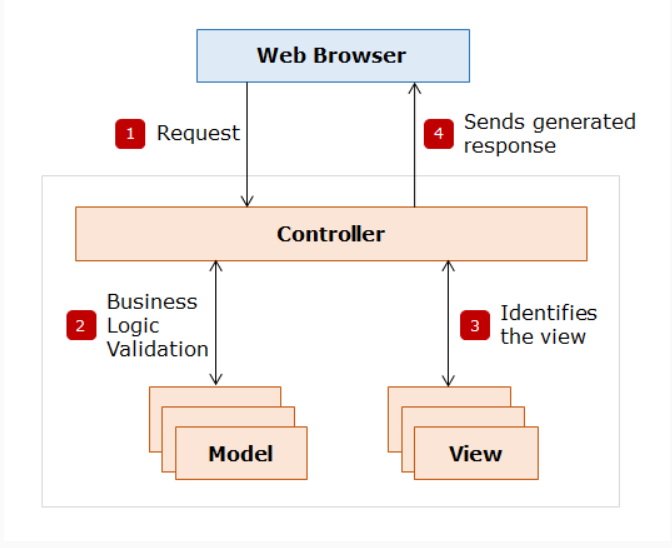 Web Browser
1
Request
4
Sends generated
response
Controller
2
Business
Logic
Validation
3
Identifies
the view
Model
View